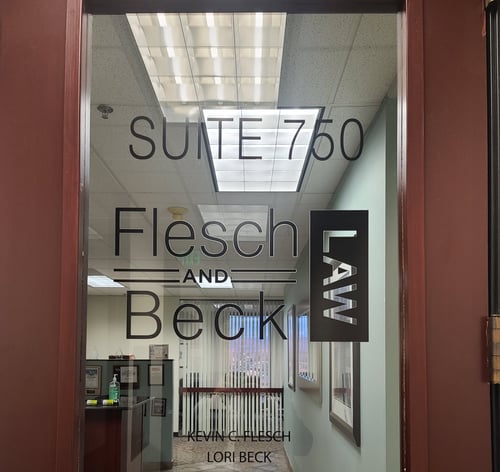 SUITE 750
Flesch
AND
Beck
LAW
KEVIN C. FLESCH
LORI BECK